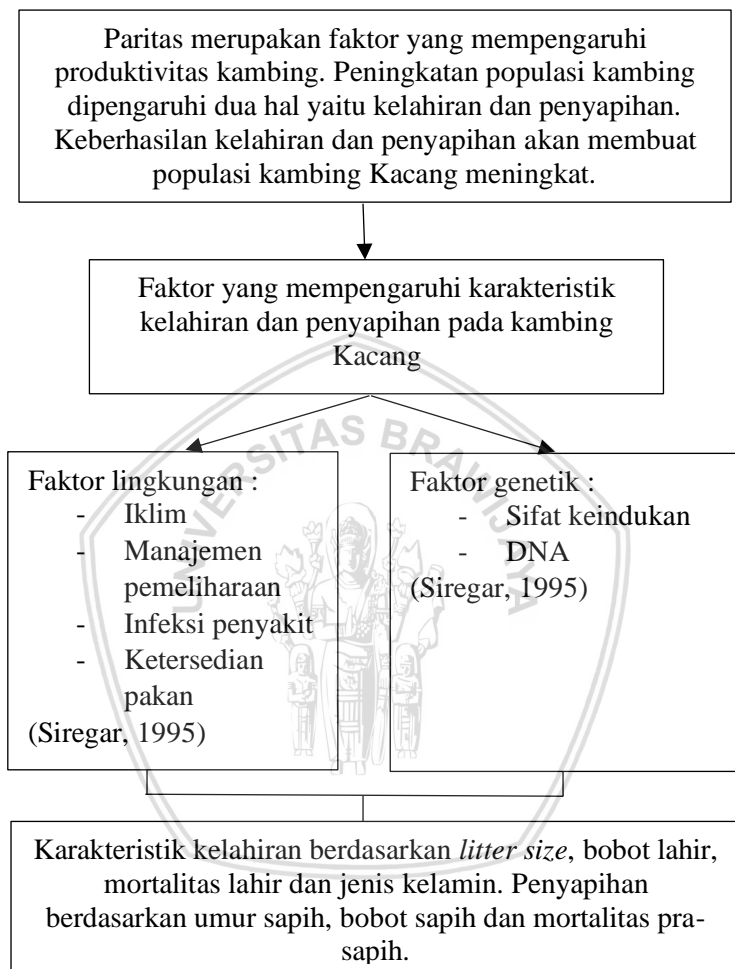 Paritas merupakan faktor yang mempengaruhi
produktivitas kambing. Peningkatan populasi kambing
dipengaruhi dua hal yaitu kelahiran dan penyapihan.
Keberhasilan kelahiran dan penyapihan akan membuat
populasi kambing Kacang meningkat.
Faktor yang mempengaruhi karakteristik
kelahiran dan penyapihan pada kambing
Kacang
UNIVERSITAS BRAWIJAYA
Faktor lingkungan :
- Iklim
- Manajemen
pemeliharaan
- Infeksi penyakit
- Ketersedian
pakan
(Siregar, 1995)
Faktor genetik :
- Sifat keindukan
- DNA
(Siregar, 1995)
Karakteristik kelahiran berdasarkan litter size, bobot lahir,
mortalitas lahir dan jenis kelamin. Penyapihan
berdasarkan umur sapih, bobot sapih dan mortalitas pra-
sapih.